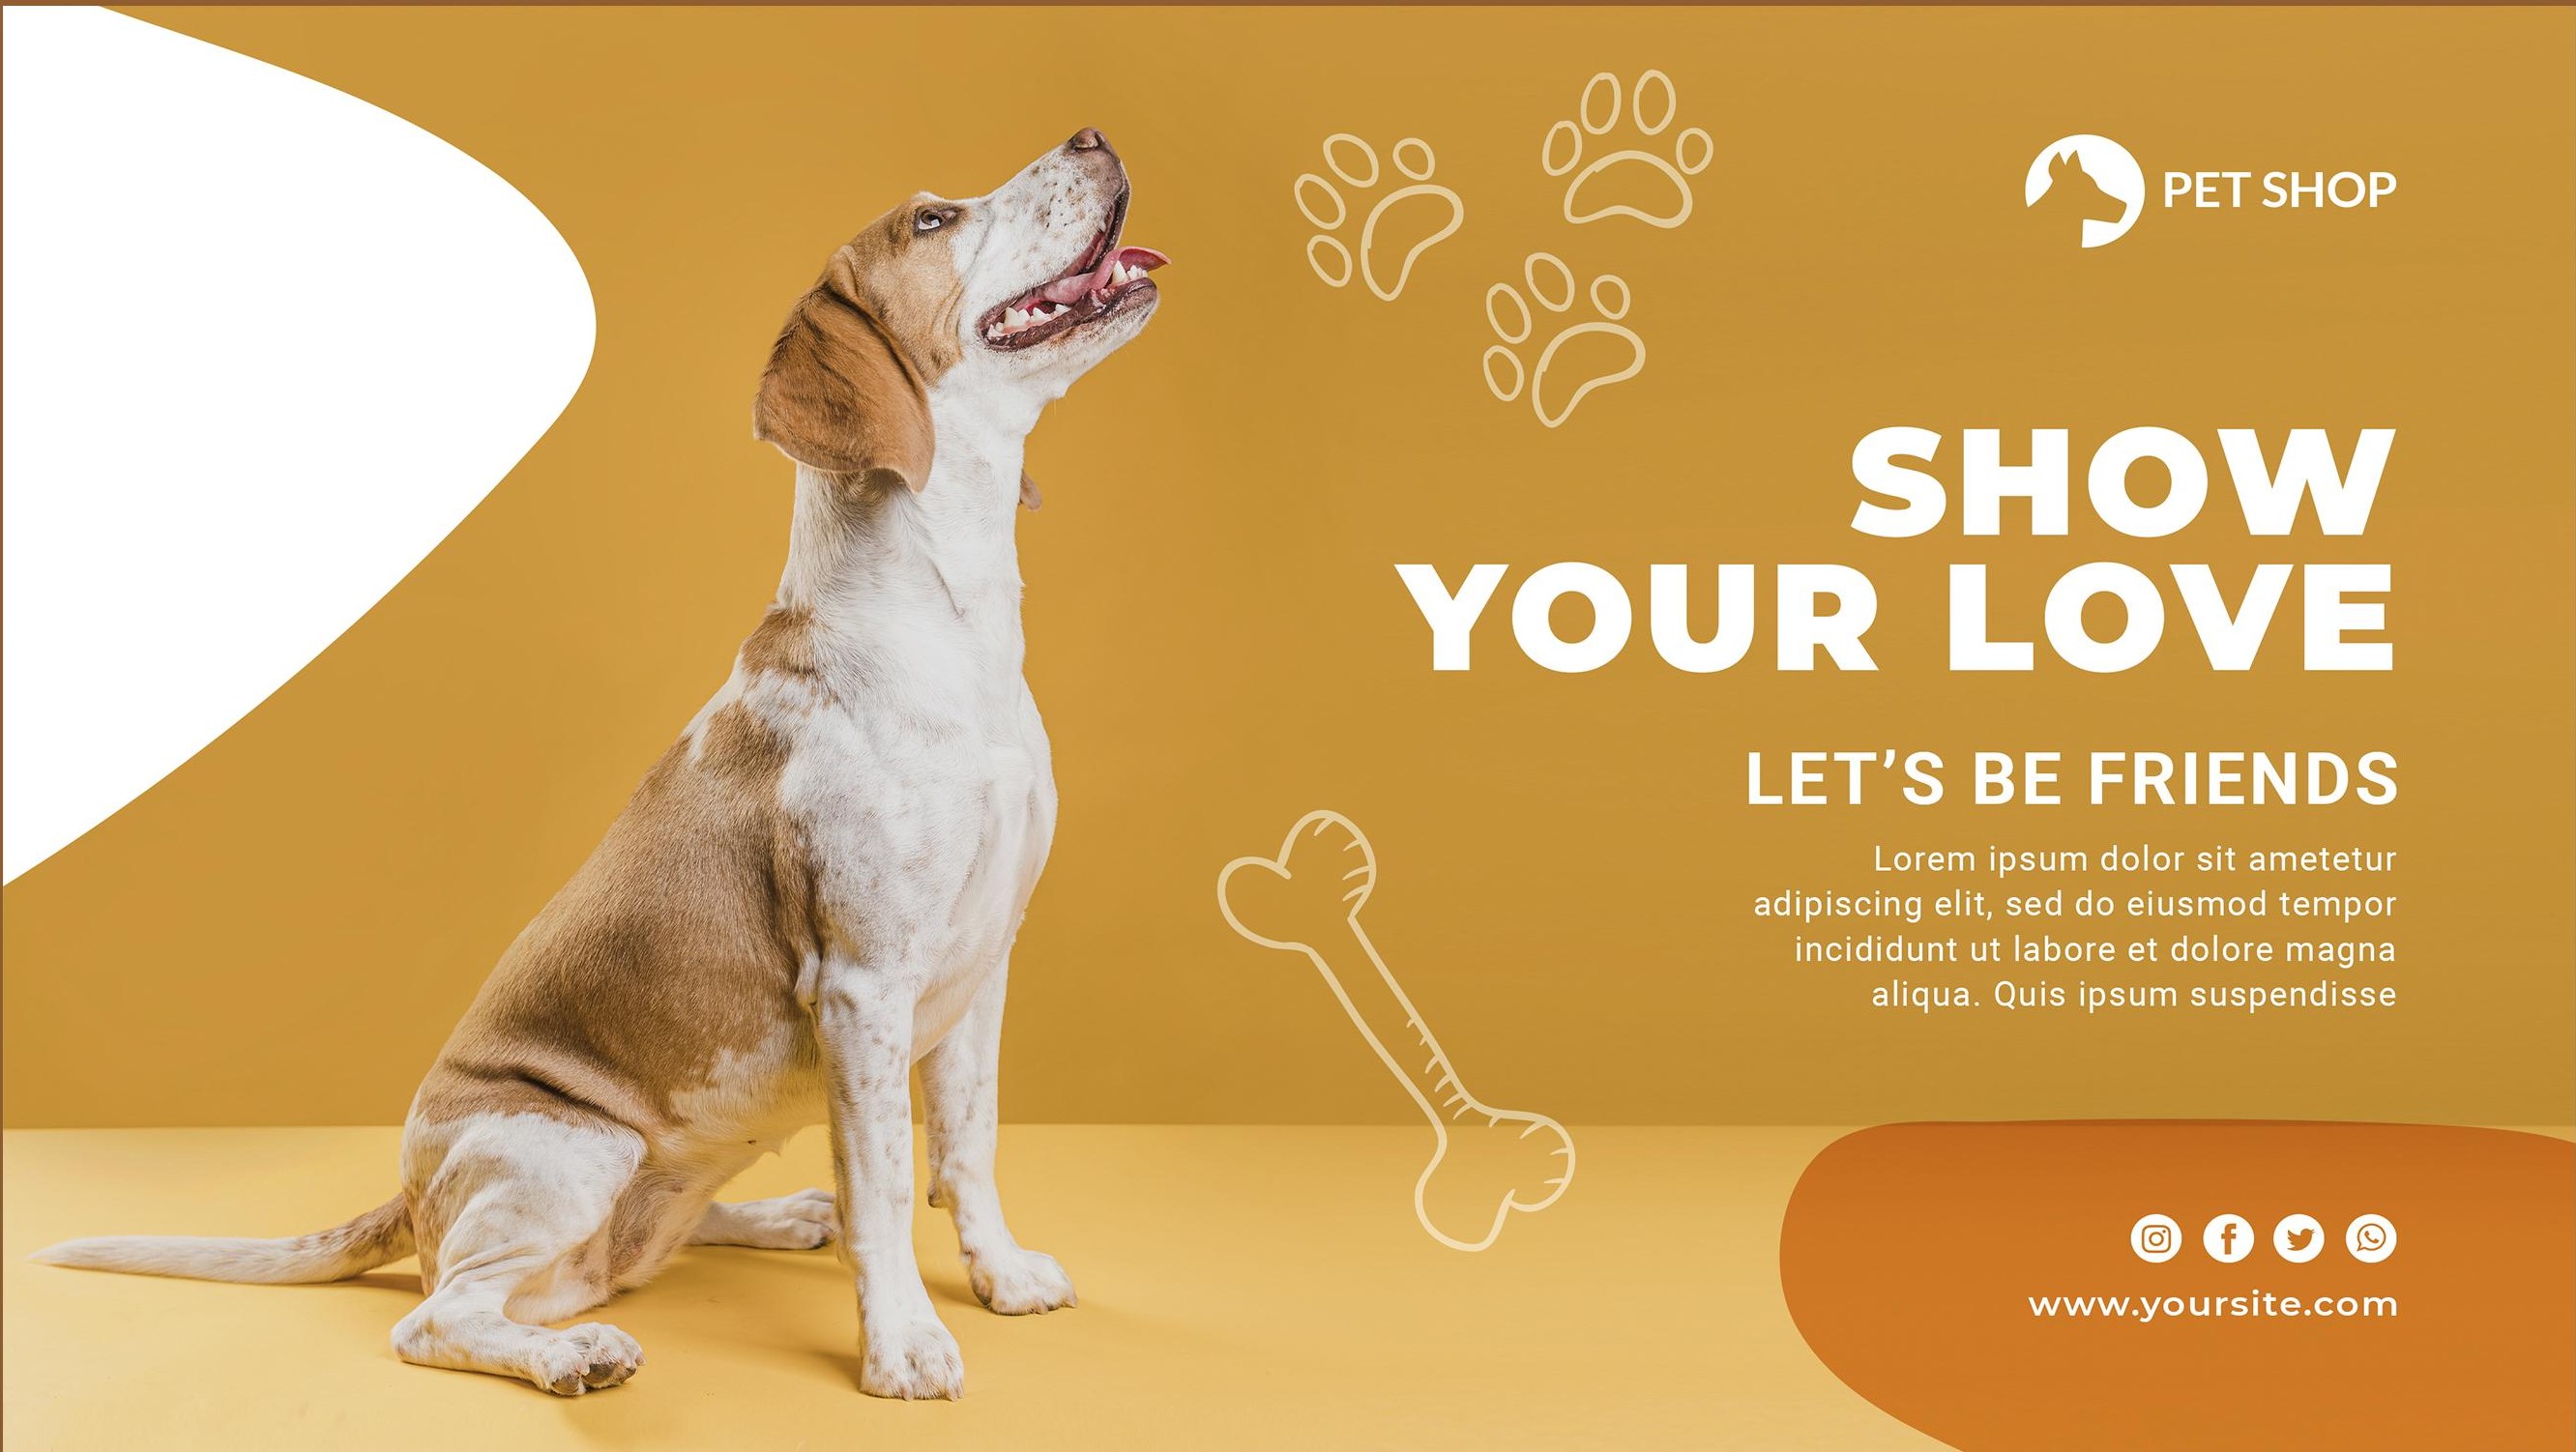 PET SHOP
SHOW
YOUR LOVE
LET’S BE FRIENDS
Lorem ipsum dolor sit ametetur
adipiscing elit, sed do eiusmod tempor
incididunt ut labore et dolore magna
aliqua. Quis ipsum suspendisse
www.yoursite.com